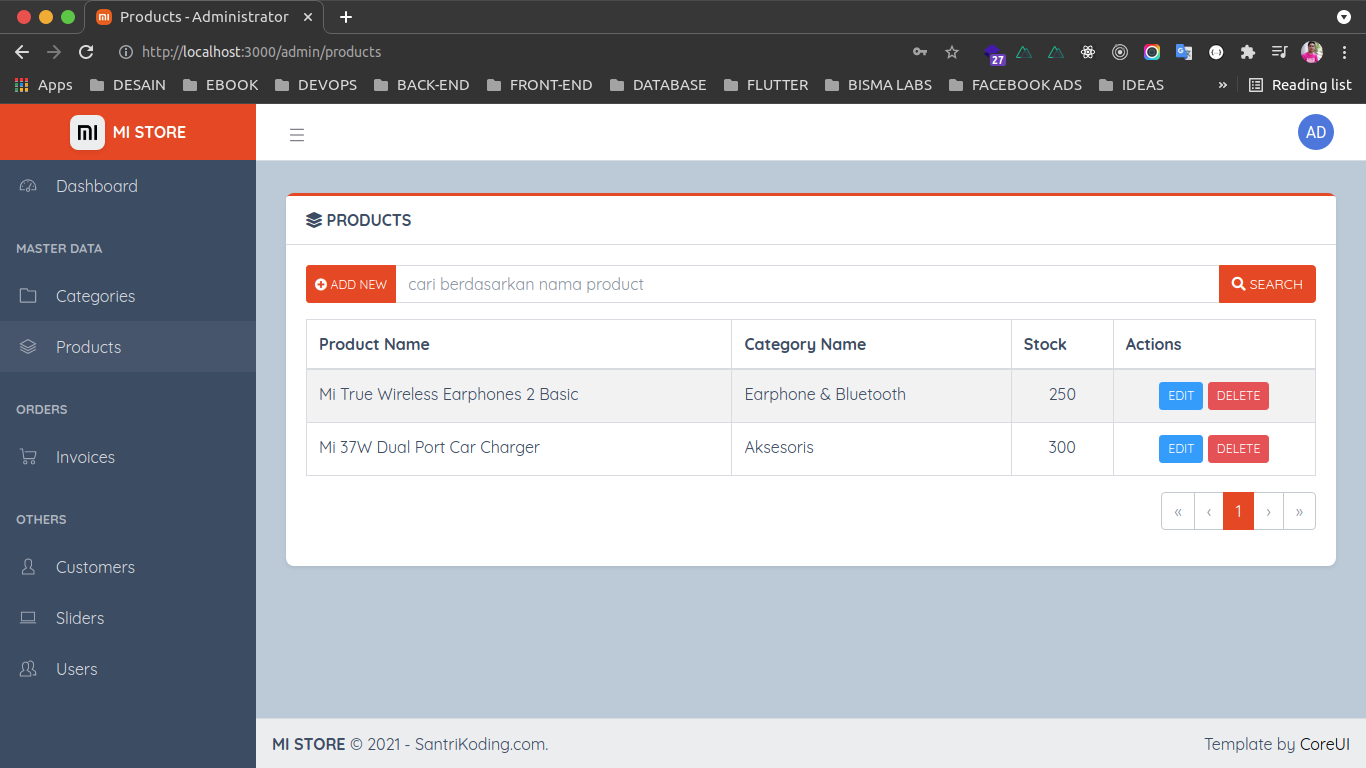 Products - Administrator
http://localhost:3000/admin/products
27
Apps DESAIN EBOOK DEVOPS BACK-END FRONT-END DATABASE FLUTTER BISMA LABS FACEBOOK ADS IDEAS » Reading list
MI STORE
AD
Dashboard
MASTER DATA
Categories
Products
ORDERS
Invoices
OTHERS
Customers
Sliders
Users
PRODUCTS
ADD NEW cari berdasarkan nama product SEARCH
Product Name Category Name Stock Actions
Mi True Wireless Earphones 2 Basic Earphone & Bluetooth 250 EDIT DELETE
Mi 37W Dual Port Car Charger Aksesoris 300 EDIT DELETE
« ‹ 1 › »
MI STORE © 2021 - SantriKoding.com. Template by CoreUI